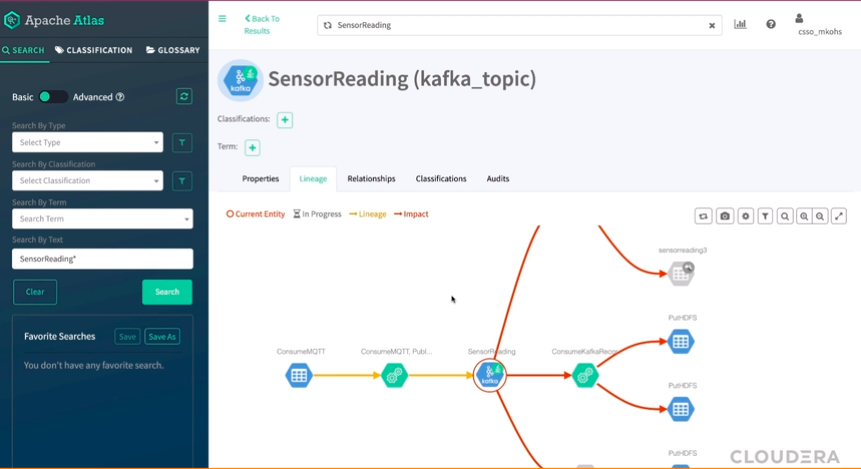 Apache Atlas
SEARCH
CLASSIFICATION
GLOSSARY
Basic
Advanced
Search By Type
Select Type
Search By Classification
Select Classification
Search By Term
Search Term
Search By Text
SensorReading*
Clear
Search
Favorite Searches
Save
Save As
You don't have any favorite search.
Back To
Results
SensorReading
csso_mkohs
kafka
SensorReading (kafka_topic)
Classifications:
Term:
Properties
Lineage
Relationships
Classifications
Audits
Current Entity
In Progress
Lineage
Impact
sensorreading3
PutHDFS
ConsumeMQTT
ConsumeMQTT, Publ...
SensorReading
ConsumeKafkaReco...
kafka
PutHDFS
PutHDFS
CLOUDERA